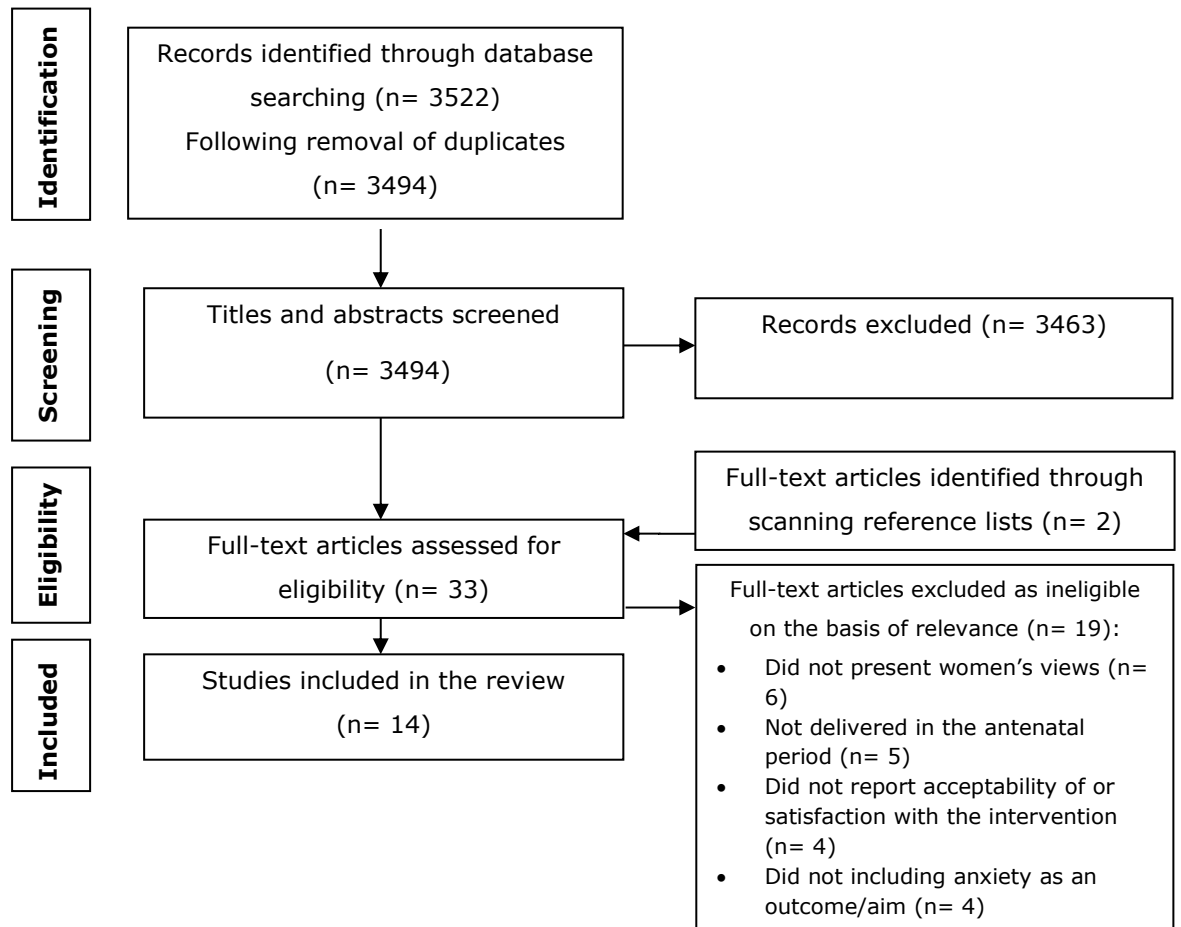 Identification
Records identified through database
searching (n= 3522)
Following removal of duplicates
(n= 3494)
Screening
Titles and abstracts screened
(n= 3494)
Records excluded (n= 3463)
Eligibility
Full-text articles identified through
scanning reference lists (n= 2)
Full-text articles assessed for
eligibility (n= 33)
Full-text articles excluded as ineligible
on the basis of relevance (n= 19):
• Did not present women’s views (n=
6)
• Not delivered in the antenatal
period (n= 5)
• Did not report acceptability of or
satisfaction with the intervention
(n= 4)
• Did not including anxiety as an
outcome/aim (n= 4)
Included
Studies included in the review
(n= 14)